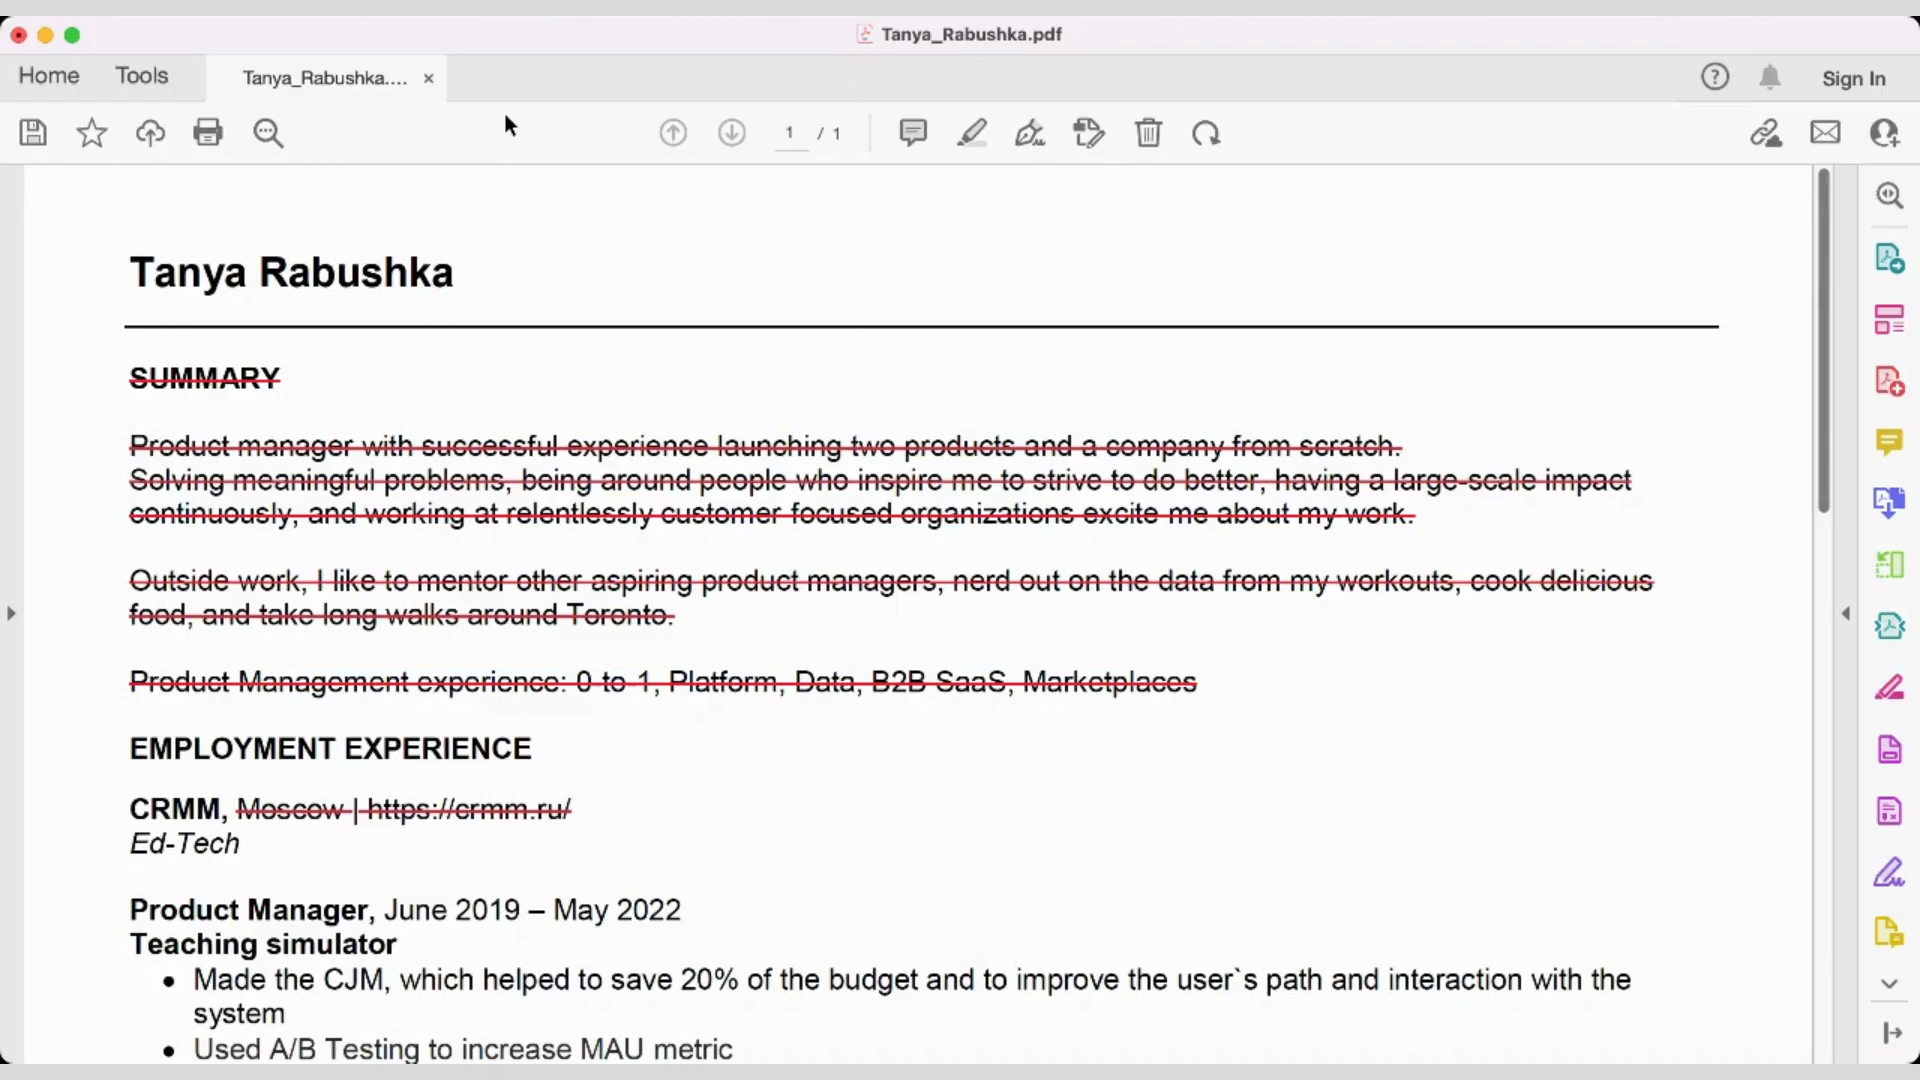 Tanya_Rabushka.pdf
Home Tools Tanya_Rabushka.... × Sign In
1 / 1
Tanya Rabushka
SUMMARY
Product manager with successful experience launching two products and a company from scratch.
Solving meaningful problems, being around people who inspire me to strive to do better, having a large-scale impact
continuously, and working at relentlessly customer focused organizations excite me about my work.
Outside work, I like to mentor other aspiring product managers, nerd out on the data from my workouts, cook delicious
food, and take long walks around Toronto.
Product Management experience: 0 to 1, Platform, Data, B2B SaaS, Marketplaces
EMPLOYMENT EXPERIENCE
CRMM, Moscow | https://crmm.ru/
Ed-Tech
Product Manager, June 2019 – May 2022
Teaching simulator
• Made the CJM, which helped to save 20% of the budget and to improve the user`s path and interaction with the
system
• Used A/B Testing to increase MAU metric